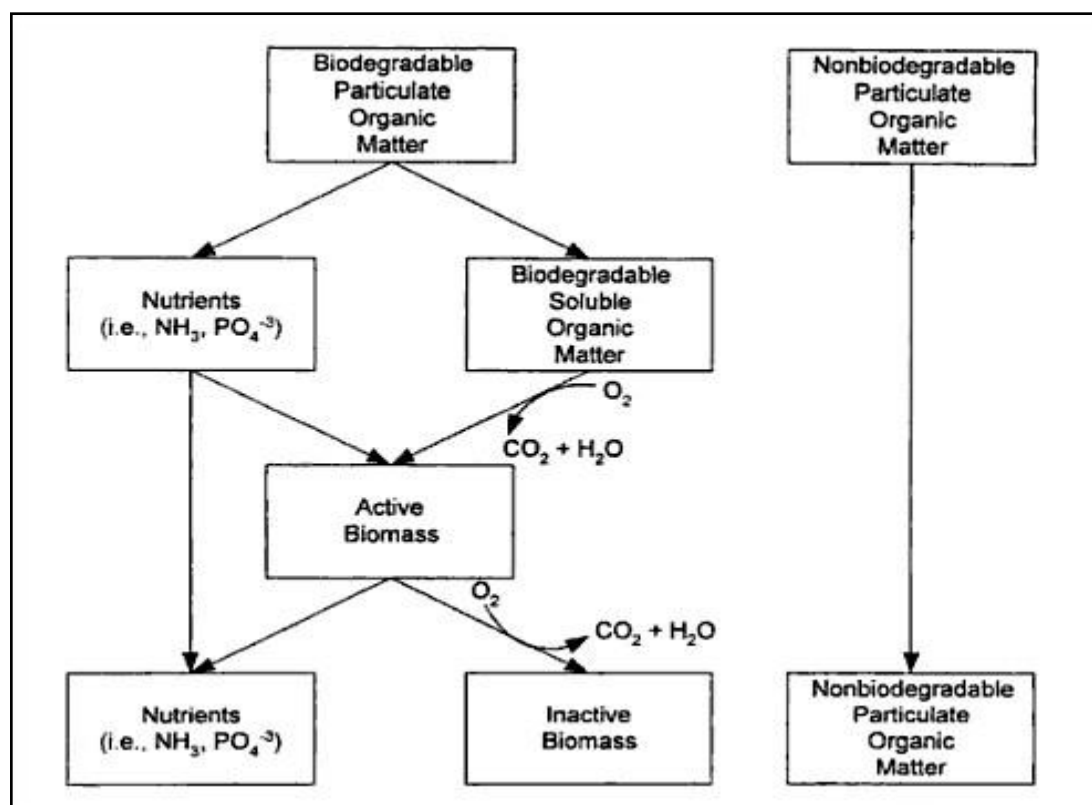 Biodegradable
Particulate
Organic
Matter
Nonbiodegradable
Particulate
Organic
Matter
Nutrients
(i.e., NH₃, PO₄⁻³)
Biodegradable
Soluble
Organic
Matter
O₂
CO₂ + H₂O
Active
Biomass
O₂
CO₂ + H₂O
Nutrients
(i.e., NH₃, PO₄⁻³)
Inactive
Biomass
Nonbiodegradable
Particulate
Organic
Matter